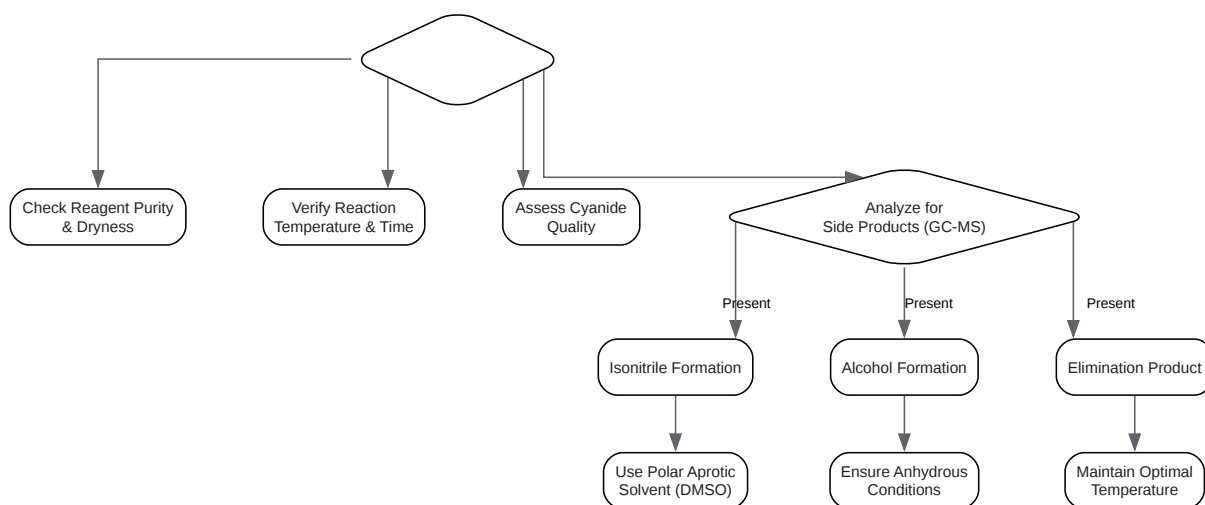 Check Reagent Purity
& Dryness
Verify Reaction
Temperature & Time
Assess Cyanide
Quality
Analyze for
Side Products (GC-MS)
Present
Present
Present
Isonitrile Formation
Alcohol Formation
Elimination Product
Use Polar Aprotic
Solvent (DMSO)
Ensure Anhydrous
Conditions
Maintain Optimal
Temperature